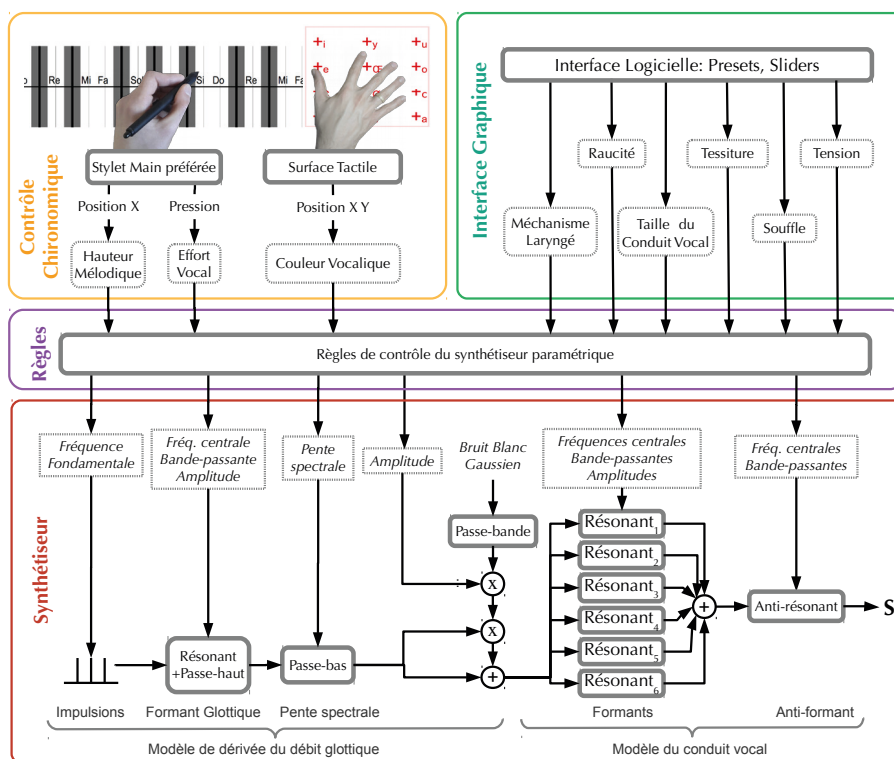 Contrôle
Chironomique
o Re Mi Fa Sol Si Do Re Mi Fa
+i +y +u
+e +Œ +o
+c
+a
Stylet Main préférée
Surface Tactile
Position X
Pression
Position X Y
Hauteur
Mélodique
Effort
Vocal
Couleur Vocalique
Interface Graphique
Interface Logicielle: Presets, Sliders
Raucité
Tessiture
Tension
Méchanisme
Laryngé
Taille du
Conduit Vocal
Souffle
Règles
Règles de contrôle du synthétiseur paramétrique
Synthétiseur
Fréquence
Fondamentale
Fréq. centrale
Bande-passante
Amplitude
Pente
spectrale
Amplitude
Bruit Blanc
Gaussien
Fréquences centrales
Bande-passantes
Amplitudes
Fréq. centrales
Bande-passantes
Passe-bande
x
x
+
Résonant1
Résonant2
Résonant3
Résonant4
Résonant5
Résonant6
+
Anti-résonant
S
Résonant
+Passe-haut
Passe-bas
Impulsions
Formant Glottique
Pente spectrale
Formants
Anti-formant
Modèle de dérivée du débit glottique
Modèle du conduit vocal